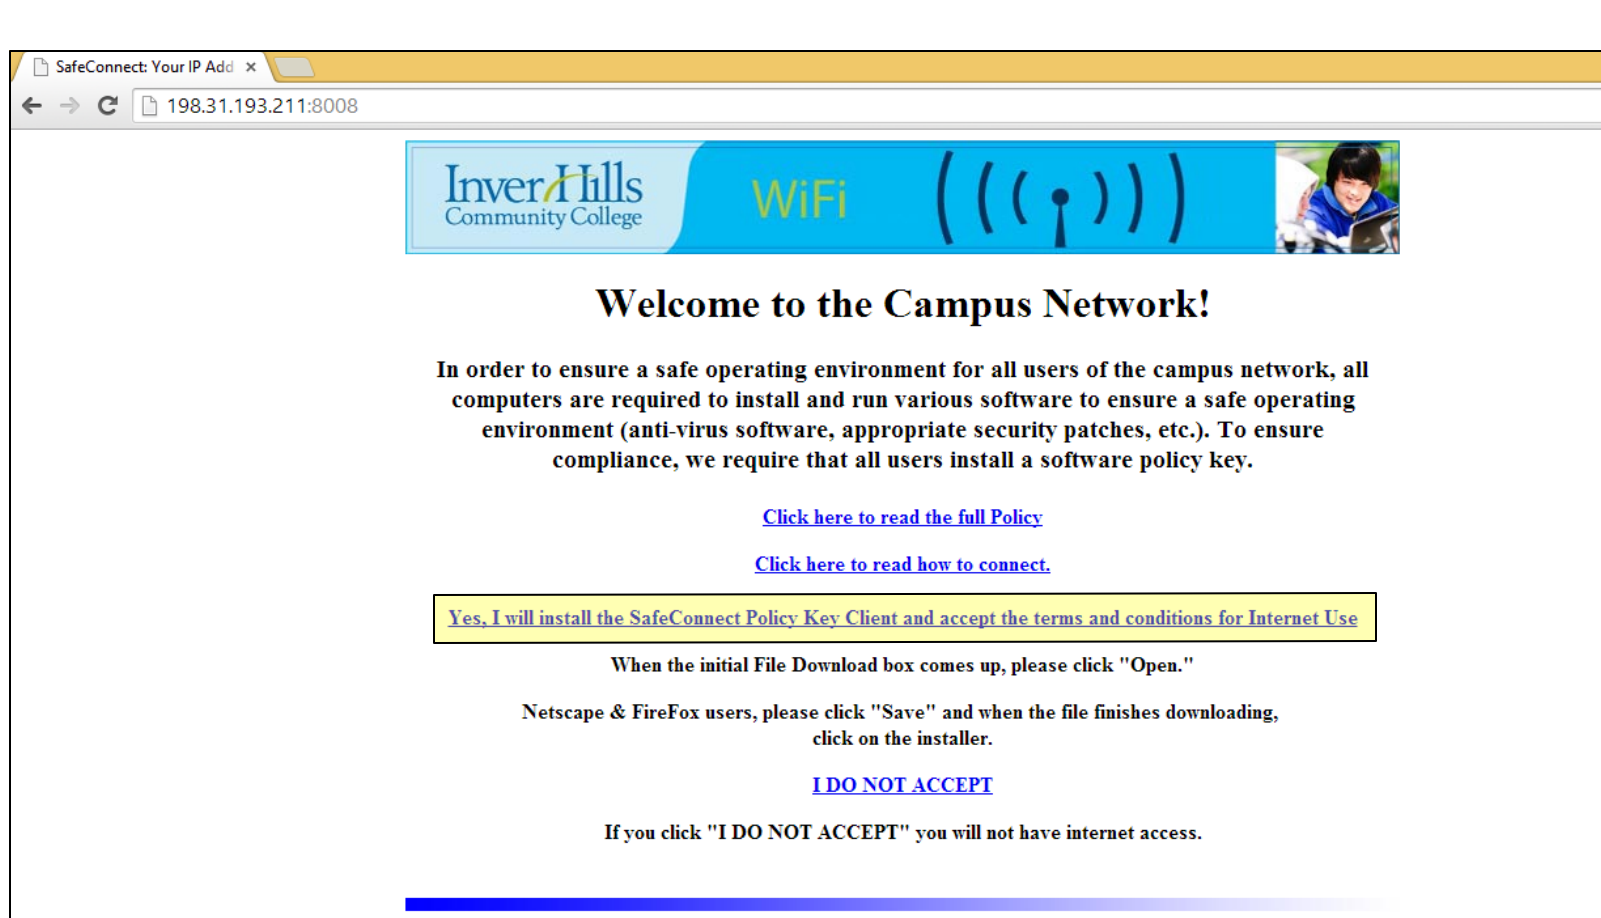 SafeConnect: Your IP Add
198.31.193.211:8008
Inver Hills
Community College
WiFi
Welcome to the Campus Network!
In order to ensure a safe operating environment for all users of the campus network, all
computers are required to install and run various software to ensure a safe operating
environment (anti-virus software, appropriate security patches, etc.). To ensure
compliance, we require that all users install a software policy key.
Click here to read the full Policy
Click here to read how to connect.
Yes, I will install the SafeConnect Policy Key Client and accept the terms and conditions for Internet Use
When the initial File Download box comes up, please click "Open."
Netscape & FireFox users, please click "Save" and when the file finishes downloading,
click on the installer.
I DO NOT ACCEPT
If you click "I DO NOT ACCEPT" you will not have internet access.